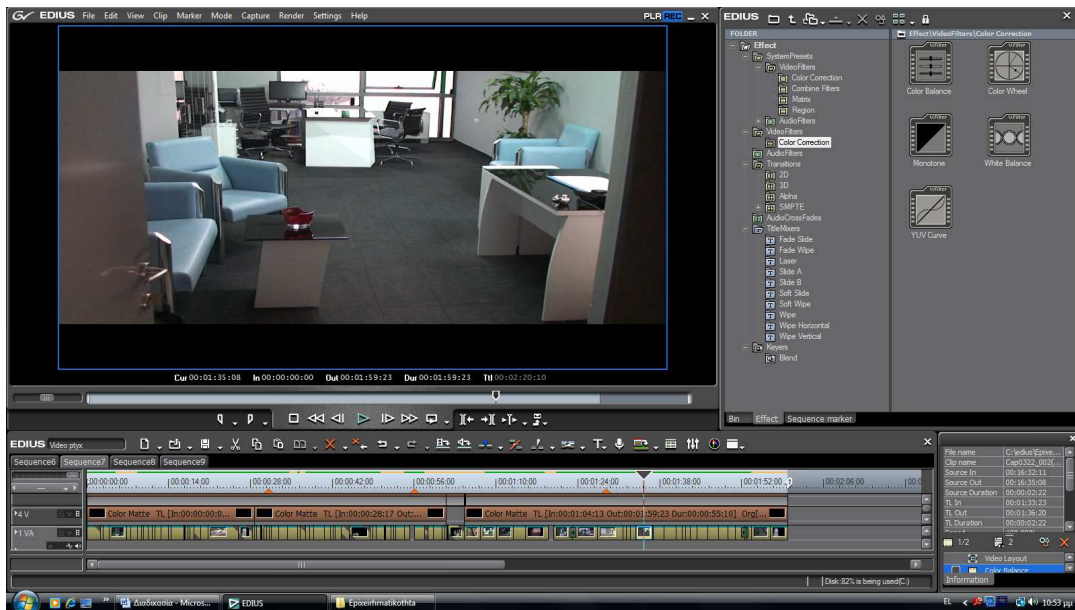 GV EDIUS File Edit View Clip Marker Mode Capture Render Settings Help PLR REC
Cur 00:01:35:08 In 00:00:00:00 Out 00:01:59:23 Dur 00:01:59:23 Ttl 00:02:20:10
EDIUS
FOLDER
Effect
SystemPresets
VideoFilters
Color Correction
Combine Filters
Matrix
Region
AudioFilters
VideoFilters
Color Correction
AudioFilters
Transitions
2D
3D
Alpha
SMPTE
AudioCrossFades
TitleMixers
Fade Slide
Fade Wipe
Laser
Slide A
Slide B
Soft Slide
Soft Wipe
Wipe
Wipe Horizontal
Wipe Vertical
Keyers
Blend
Effect\VideoFilters\Color Correction
Color Balance
Color Wheel
Monotone
White Balance
YUV Curve
Bin Effect Sequence marker
EDIUS Video ptyx
Sequence6 Sequence7 Sequence8 Sequence9
00:00:00:00 00:00:14:00 00:00:28:00 00:00:42:00 00:00:56:00 00:01:10:00 00:01:24:00 00:01:38:00 00:01:52:00 00:02:06:00
4 V
Color Matte TL [In:00:00:00:0...
Color Matte TL [In:00:00:28:17 Out:...
Color Matte TL [In:00:01:04:13 Out:00:01:59:23 Dur:00:00:55:10] Org[...
1 VA
Disk:82% is being used(C:)
File name C:\edius\Epixe...
Clip name Cap0322_002(...
Source In 00:16:32:11
Source Out 00:16:35:08
Source Duration 00:00:02:22
TL In 00:01:33:23
TL Out 00:01:36:20
TL Duration 00:00:02:22
1/2 2
Video Layout
Color Balance
Information
Διαδικασία - Micros...
EDIUS
Epixeirhmatikothta
EL
10:53 μμ